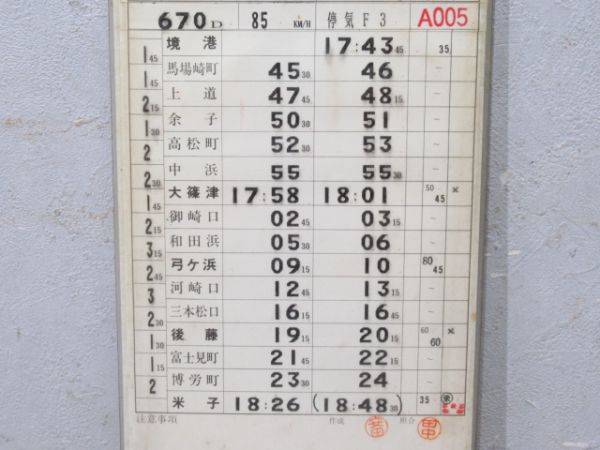 670D 85 KM/H 停気F3 A005
境港 17:43 45 35
1 45
馬場崎町 45 30 46 ~
1 45
上道 47 45 48 15 ~
2 15
余子 50 30 51 ~
1 30
高松町 52 30 53 ~
2
中浜 55 55 30 ~
2 30
大篠津 17:58 18:01 50 45 ×
1 45
御崎口 02 45 03 15 ~
2 15
和田浜 05 30 06 ~
3 15
弓ケ浜 09 15 10 80 45
2 45
河崎口 12 45 13 15 ~
3
三本松口 16 15 16 45 ~
2 30
後藤 19 15 20 15 60 60 ×
1 30
富士見町 21 45 22 15 ~
1 15
博労町 23 30 24 ~
2
米子 18:26 (18:48 30) 35
注意事項 作成 照合 田中